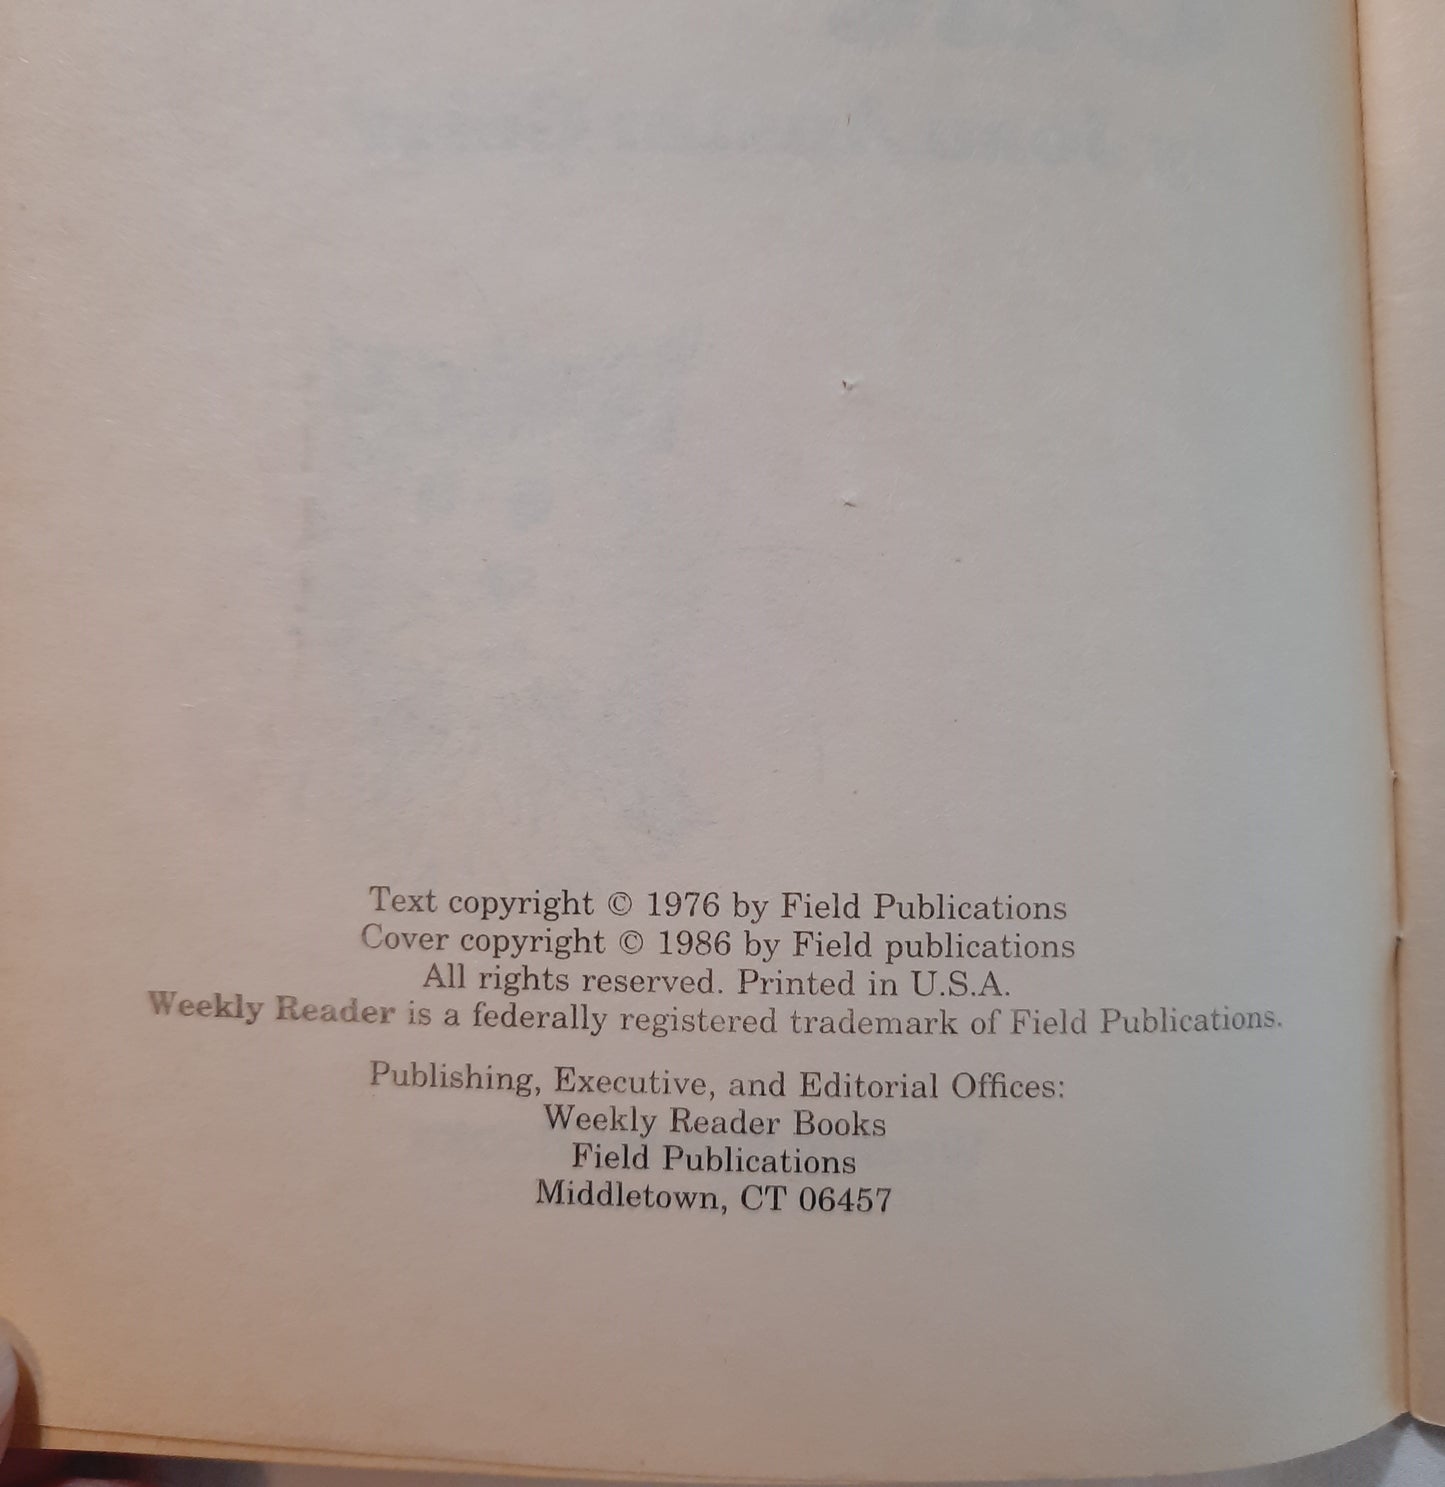 Text copyright © 1976 by Field Publications
Cover copyright © 1986 by Field publications
All rights reserved. Printed in U.S.A.
Weekly Reader is a federally registered trademark of Field Publications.
Publishing, Executive, and Editorial Offices:
Weekly Reader Books
Field Publications
Middletown, CT 06457